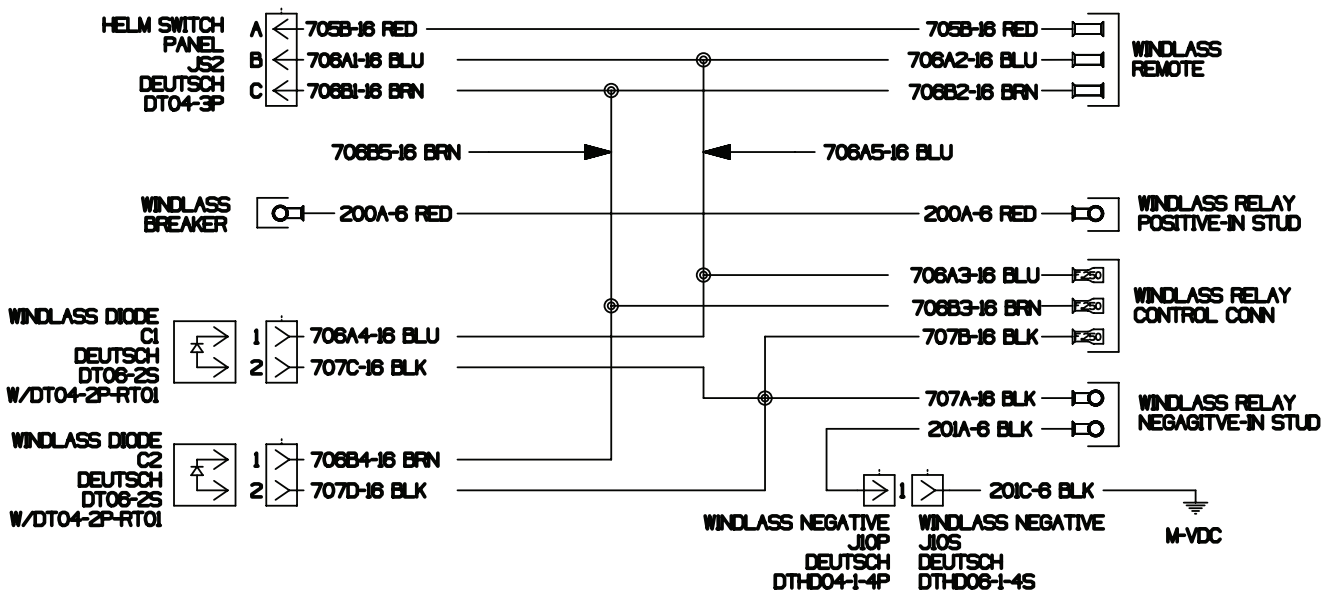 HELM SWITCH
PANEL
J52
DEUTSCH
DT04-3P
A 705B-16 RED 705B-16 RED
B 706A1-16 BLU 706A2-16 BLU
C 706B1-16 BRN 706B2-16 BRN
WINDLASS
REMOTE
706B5-16 BRN 706A5-16 BLU
WINDLASS
BREAKER
200A-6 RED 200A-6 RED
WINDLASS RELAY
POSITIVE-IN STUD
706A3-16 BLU F.250
706B3-16 BRN F.250
707B-16 BLK F.250
WINDLASS RELAY
CONTROL CONN
WINDLASS DIODE
C1
DEUTSCH
DT06-2S
W/DT04-2P-RT01
1 706A4-16 BLU
2 707C-16 BLK
707A-16 BLK
201A-6 BLK
WINDLASS RELAY
NEGAGITVE-IN STUD
WINDLASS DIODE
C2
DEUTSCH
DT06-2S
W/DT04-2P-RT01
1 706B4-16 BRN
2 707D-16 BLK
1 201C-6 BLK
WINDLASS NEGATIVE
J10P
DEUTSCH
DTHD04-1-4P
WINDLASS NEGATIVE
J10S
DEUTSCH
DTHD06-1-4S
M-VDC